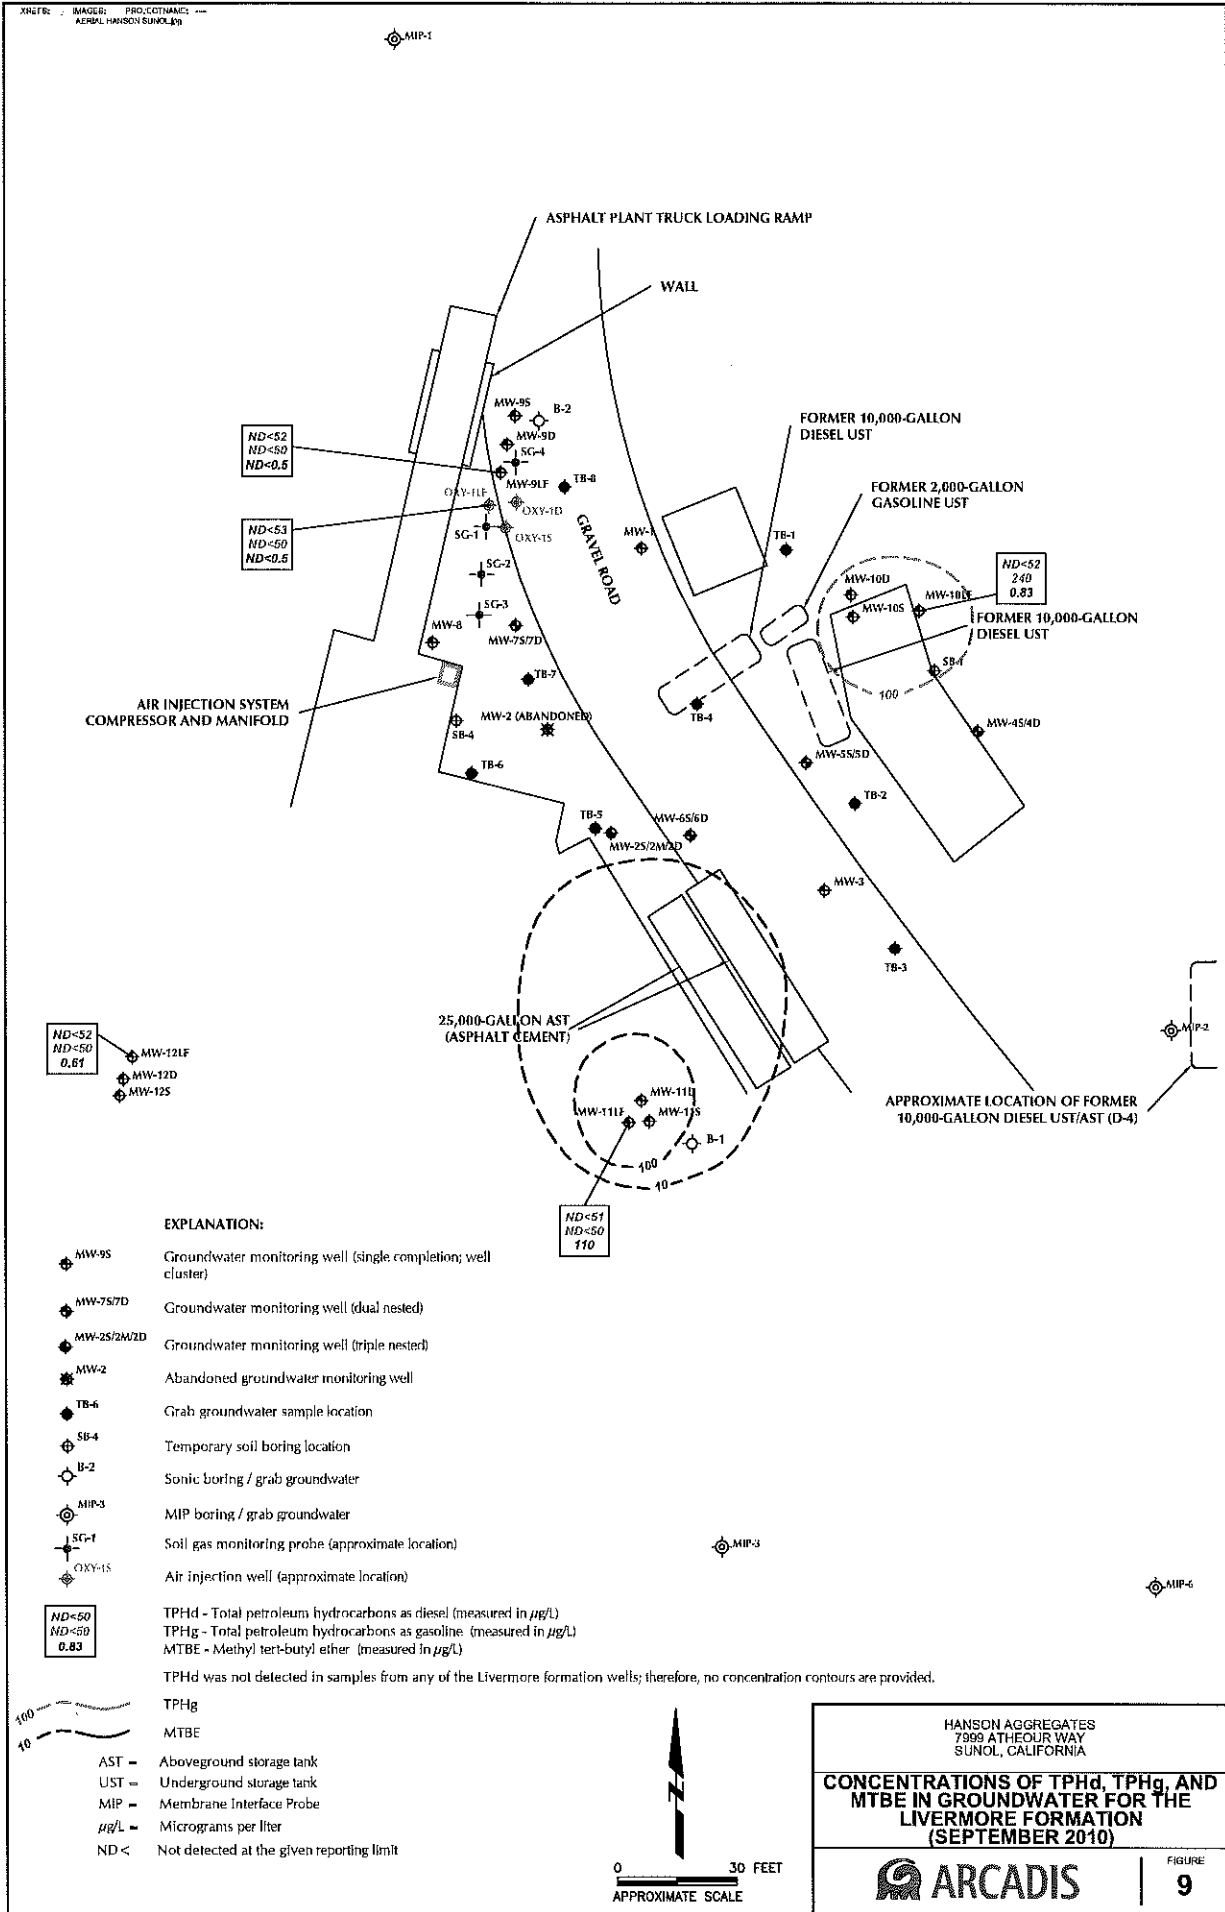 XREFS: IMAGES: PROJECTNAME: ---
AERIAL HANSON SUNOL.jpg
MIP-1
ASPHALT PLANT TRUCK LOADING RAMP
WALL
MW-9S
B-2
MW-9D
SG-4
ND<52
ND<50
ND<0.5
MW-9LF
TB-8
OXY-1LF
OXY-1D
ND<53
ND<50
ND<0.5
SG-1
OXY-1S
GRAVEL ROAD
FORMER 10,000-GALLON
DIESEL UST
FORMER 2,000-GALLON
GASOLINE UST
MW-1
TB-1
SG-2
MW-10D
ND<52
240
0.83
MW-10LF
MW-10S
SG-3
MW-8
MW-7S/7D
FORMER 10,000-GALLON
DIESEL UST
SB-1
100
TB-7
AIR INJECTION SYSTEM
COMPRESSOR AND MANIFOLD
MW-2 (ABANDONED)
SB-4
TB-4
MW-4S/4D
MW-5S/5D
TB-6
TB-2
TB-5
MW-6S/6D
MW-2S/2M/2D
MW-3
TB-3
25,000-GALLON AST
(ASPHALT CEMENT)
MIP-2
ND<52
ND<50
0.61
MW-12LF
MW-12D
MW-12S
MW-11D
MW-11LF
MW-11S
B-1
100
10
APPROXIMATE LOCATION OF FORMER
10,000-GALLON DIESEL UST/AST (D-4)
ND<51
ND<50
110
EXPLANATION:
MW-9S
Groundwater monitoring well (single completion; well
cluster)
MW-7S/7D
Groundwater monitoring well (dual nested)
MW-2S/2M/2D
Groundwater monitoring well (triple nested)
MW-2
Abandoned groundwater monitoring well
TB-6
Grab groundwater sample location
SB-4
Temporary soil boring location
B-2
Sonic boring / grab groundwater
MIP-3
MIP boring / grab groundwater
SG-1
Soil gas monitoring probe (approximate location)
OXY-1S
Air injection well (approximate location)
MIP-3
MIP-6
ND<50
ND<50
0.83
TPHd - Total petroleum hydrocarbons as diesel (measured in µg/L)
TPHg - Total petroleum hydrocarbons as gasoline (measured in µg/L)
MTBE - Methyl tert-butyl ether (measured in µg/L)
TPHd was not detected in samples from any of the Livermore formation wells; therefore, no concentration contours are provided.
100
TPHg
10
MTBE
AST = Aboveground storage tank
UST = Underground storage tank
MIP = Membrane Interface Probe
µg/L = Micrograms per liter
ND < Not detected at the given reporting limit
N
0 30 FEET
APPROXIMATE SCALE
HANSON AGGREGATES
7999 ATHEOUR WAY
SUNOL, CALIFORNIA
CONCENTRATIONS OF TPHd, TPHg, AND
MTBE IN GROUNDWATER FOR THE
LIVERMORE FORMATION
(SEPTEMBER 2010)
ARCADIS
FIGURE
9